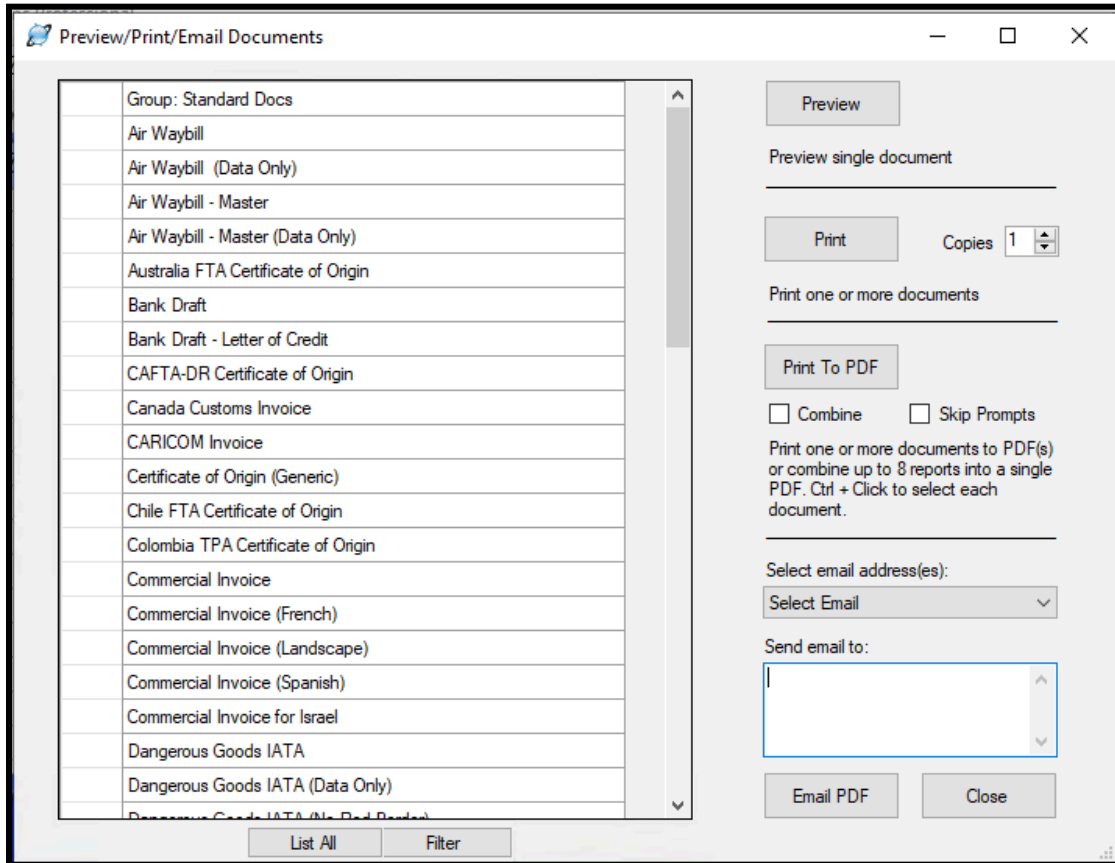 Preview/Print/Email Documents
Group: Standard Docs
Air Waybill
Air Waybill  (Data Only)
Air Waybill - Master
Air Waybill - Master (Data Only)
Australia FTA Certificate of Origin
Bank Draft
Bank Draft - Letter of Credit
CAFTA-DR Certificate of Origin
Canada Customs Invoice
CARICOM Invoice
Certificate of Origin (Generic)
Chile FTA Certificate of Origin
Colombia TPA Certificate of Origin
Commercial Invoice
Commercial Invoice (French)
Commercial Invoice (Landscape)
Commercial Invoice (Spanish)
Commercial Invoice for Israel
Dangerous Goods IATA
Dangerous Goods IATA (Data Only)
Dangerous Goods IATA (No Red Border)
List All
Filter
Preview
Preview single document
Print
Copies 1
Print one or more documents
Print To PDF
Combine
Skip Prompts
Print one or more documents to PDF(s)
or combine up to 8 reports into a single
PDF. Ctrl + Click to select each
document.
Select email address(es):
Select Email
Send email to:
Email PDF
Close